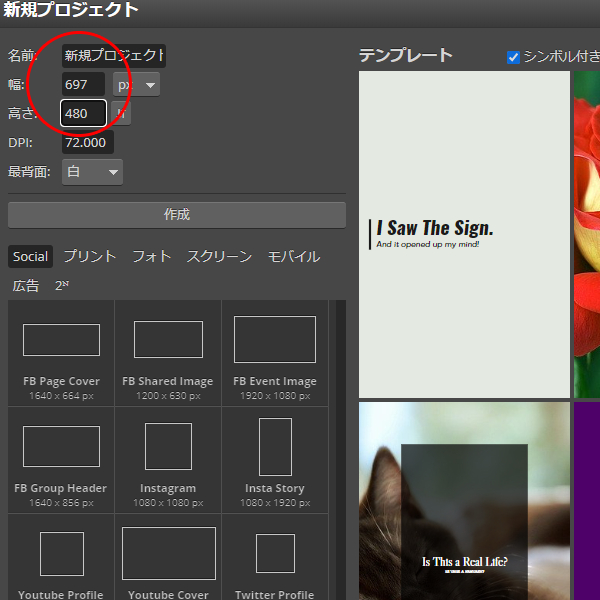 新規プロジェクト
名前: 新規プロジェクト
幅: 697 px
高さ: 480
DPI: 72.000
最背面: 白
作成
Social プリント フォト スクリーン モバイル
広告 2ᴺ
FB Page Cover
1640 x 664 px
FB Shared Image
1200 x 630 px
FB Event Image
1920 x 1080 px
FB Group Header
1640 x 856 px
Instagram
1080 x 1080 px
Insta Story
1080 x 1920 px
Youtube Profile
Youtube Cover
Twitter Profile
テンプレート
シンボル付き
I Saw The Sign.
And it opened up my mind!
Is This a Real Life?